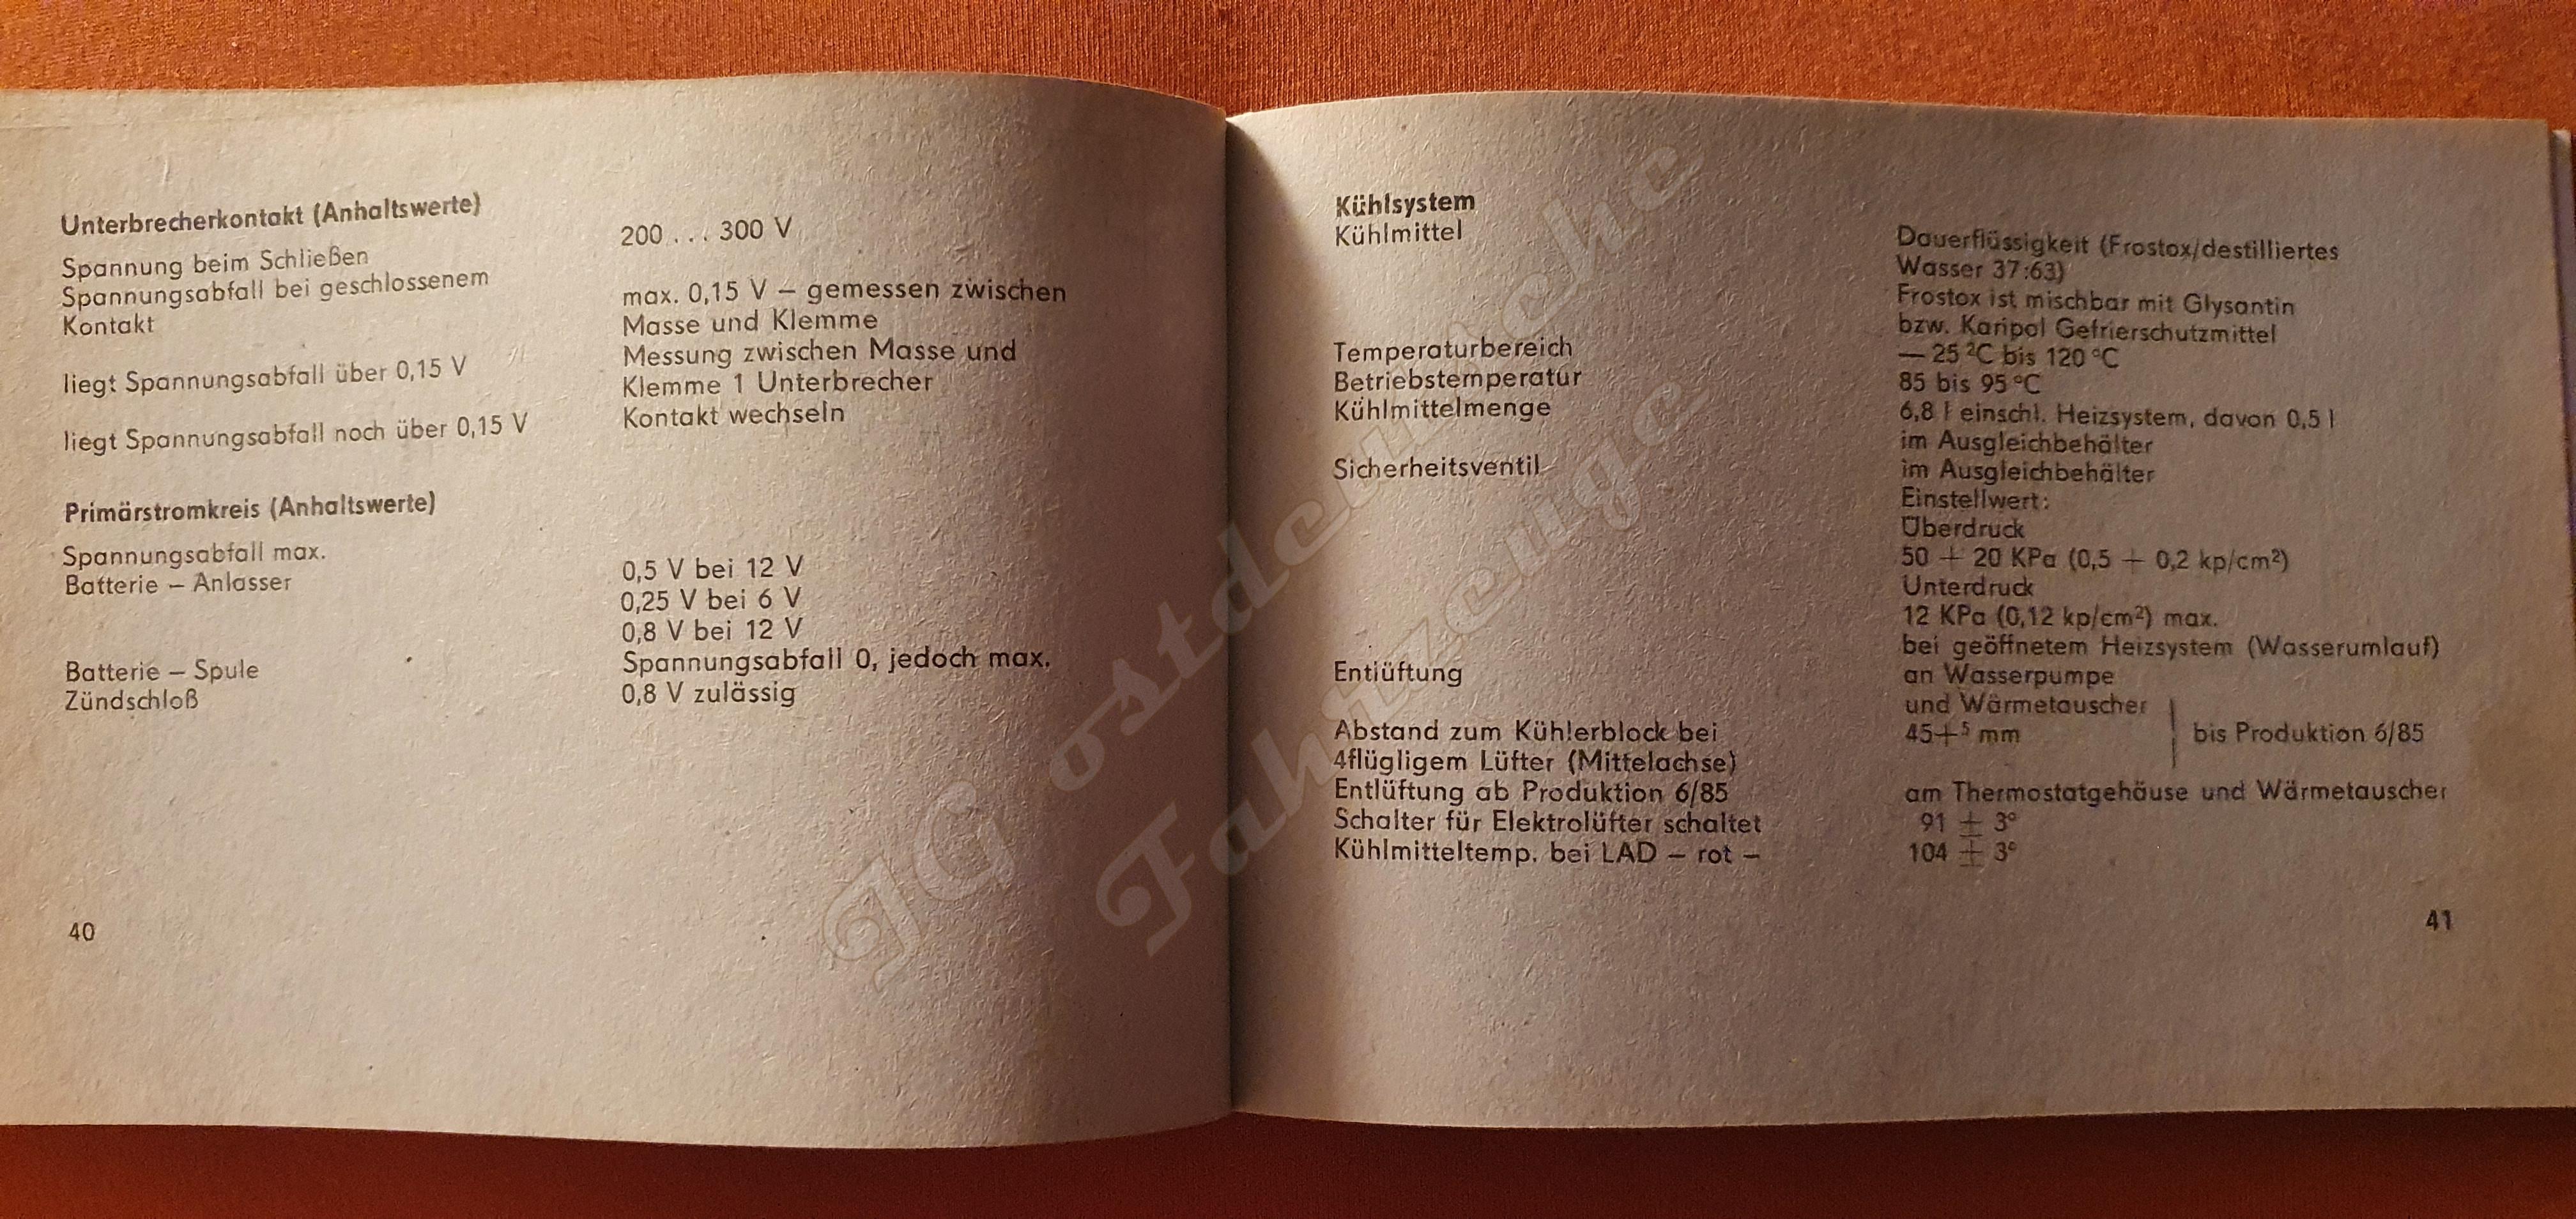 Unterbrecherkontakt (Anhaltswerte)
Spannung beim Schließen 200 . . . 300 V
Spannungsabfall bei geschlossenem
Kontakt max. 0,15 V — gemessen zwischen
Masse und Klemme
liegt Spannungsabfall über 0,15 V Messung zwischen Masse und
Klemme 1 Unterbrecher
liegt Spannungsabfall noch über 0,15 V Kontakt wechseln
Primärstromkreis (Anhaltswerte)
Spannungsabfall max.
Batterie — Anlasser 0,5 V bei 12 V
0,25 V bei 6 V
0,8 V bei 12 V
Batterie — Spule Spannungsabfall 0, jedoch max.
Zündschloß 0,8 V zulässig
40
Kühlsystem
Kühlmittel Dauerflüssigkeit (Frostox/destilliertes
Wasser 37:63)
Frostox ist mischbar mit Glysantin
bzw. Karipol Gefrierschutzmittel
Temperaturbereich — 25 °C bis 120 °C
Betriebstemperatur 85 bis 95 °C
Kühlmittelmenge 6,8 l einschl. Heizsystem, davon 0,5 l
im Ausgleichbehälter
Sicherheitsventil im Ausgleichbehälter
Einstellwert:
Überdruck
50 + 20 KPa (0,5 + 0,2 kp/cm²)
Unterdruck
12 KPa (0,12 kp/cm²) max.
Entlüftung bei geöffnetem Heizsystem (Wasserumlauf)
an Wasserpumpe
und Wärmetauscher
Abstand zum Kühlerblock bei 45+⁵ mm bis Produktion 6/85
4flügligem Lüfter (Mittelachse)
Entlüftung ab Produktion 6/85 am Thermostatgehäuse und Wärmetauscher
Schalter für Elektrolüfter schaltet 91 ± 3°
Kühlmitteltemp. bei LAD — rot — 104 ± 3°
41
IG ostdeutsche
Fahrzeuge